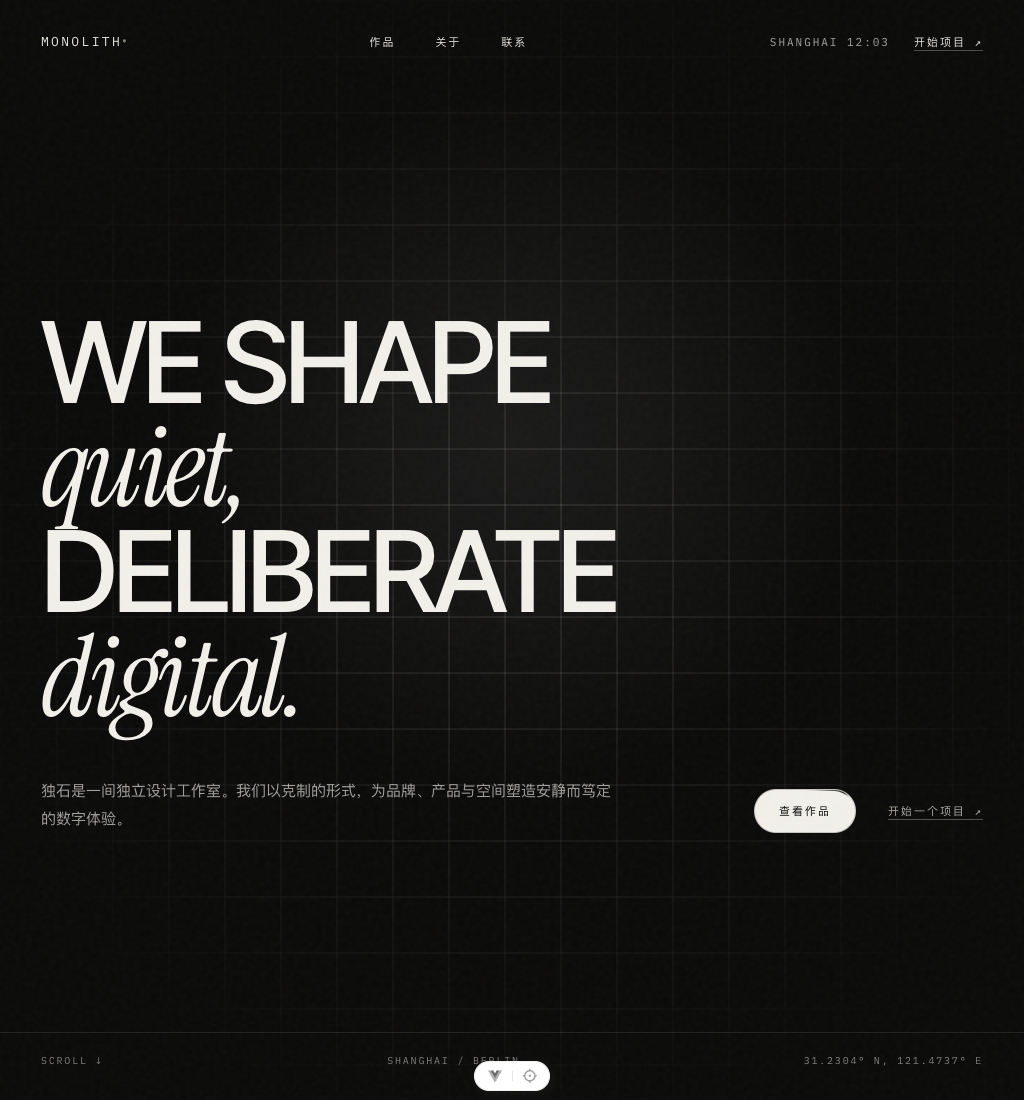 MONOLITH
作品
关于
联系
SHANGHAI 12:03
开始项目 ↗
WE SHAPE
quiet,
DELIBERATE
digital.
独石是一间独立设计工作室。我们以克制的形式，为品牌、产品与空间塑造安静而笃定
的数字体验。
查看作品
开始一个项目 ↗
SCROLL ↓
SHANGHAI / BERLIN
31.2304° N, 121.4737° E